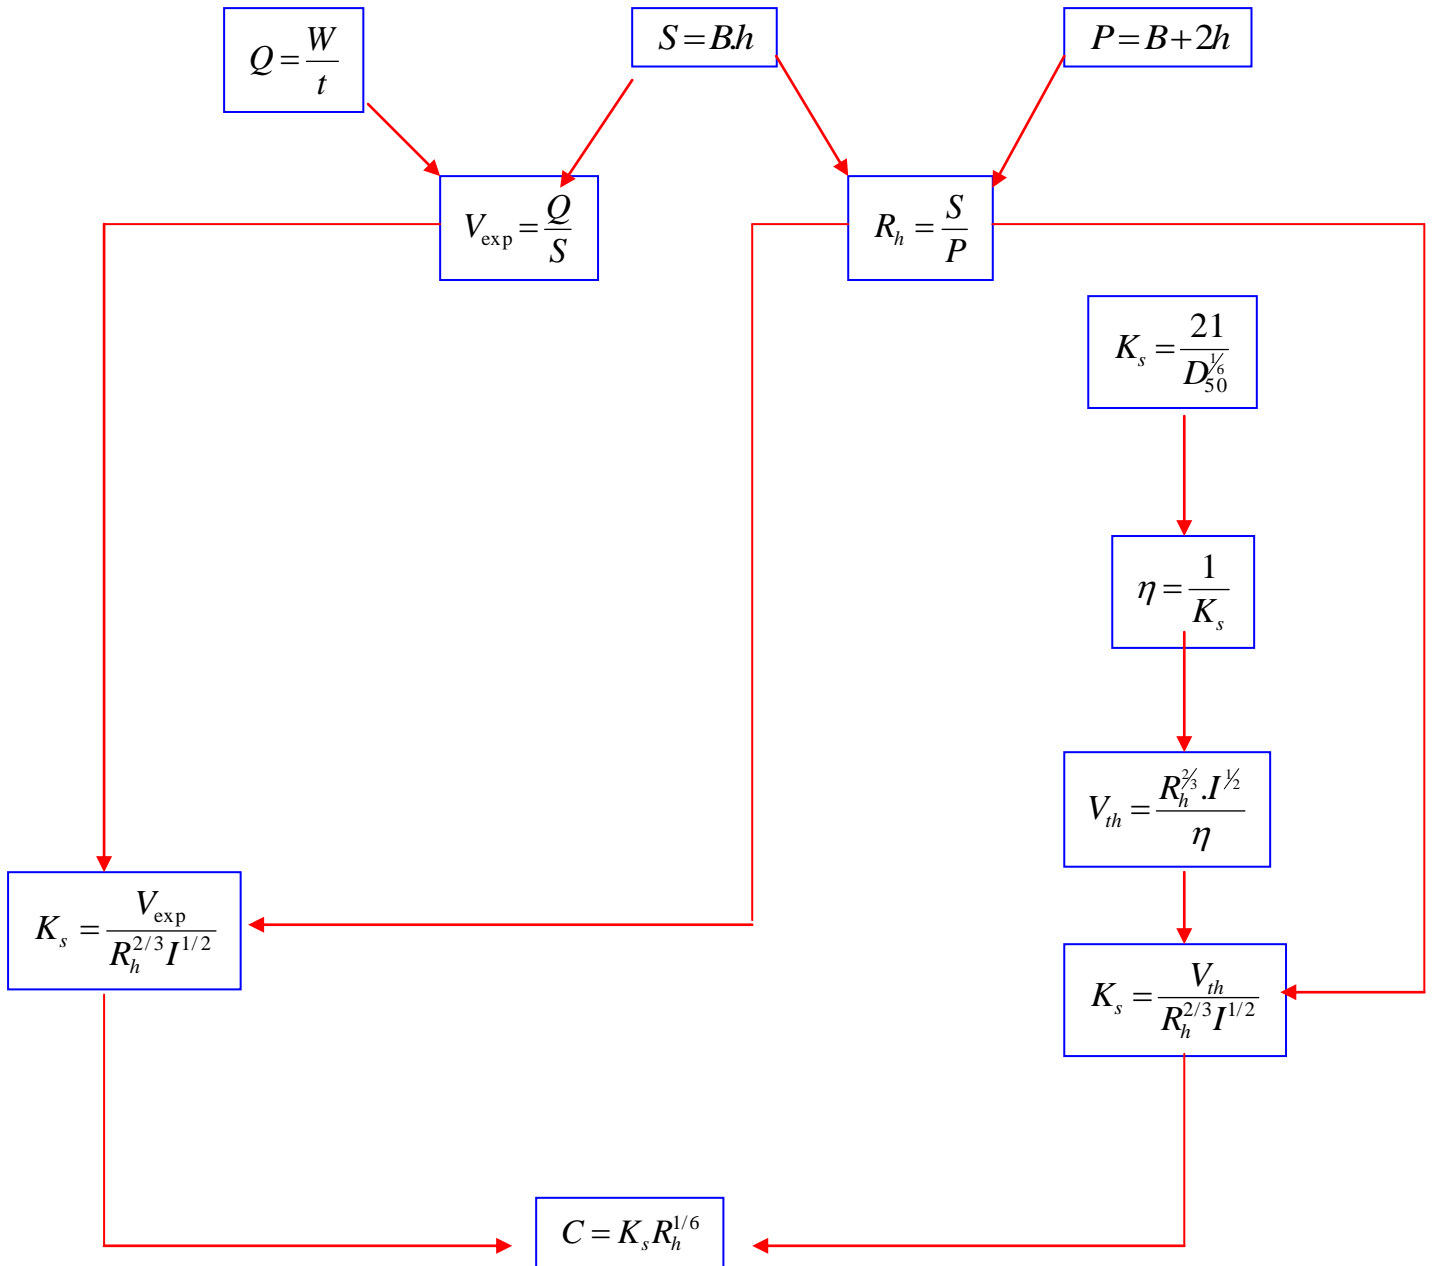 Q = W/t
S = B.h
P = B + 2h
V_exp = Q/S
R_h = S/P
K_s = 21/D_50^{1/6}
η = 1/K_s
V_th = R_h^{2/3}.I^{1/2}/η
K_s = V_exp/R_h^{2/3} I^{1/2}
K_s = V_th/R_h^{2/3} I^{1/2}
C = K_s R_h^{1/6}